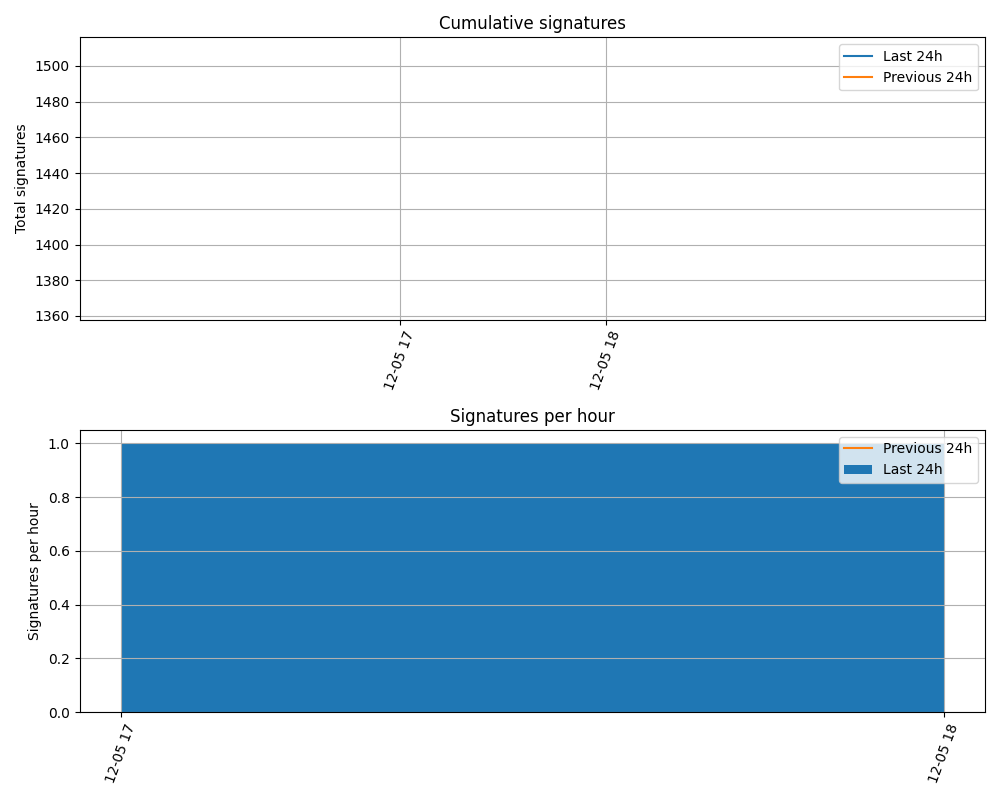 Cumulative signatures
Total signatures
1500
1480
1460
1440
1420
1400
1380
1360
Last 24h
Previous 24h
12-05 17
12-05 18
Signatures per hour
Signatures per hour
1.0
0.8
0.6
0.4
0.2
0.0
Previous 24h
Last 24h
12-05 17
12-05 18